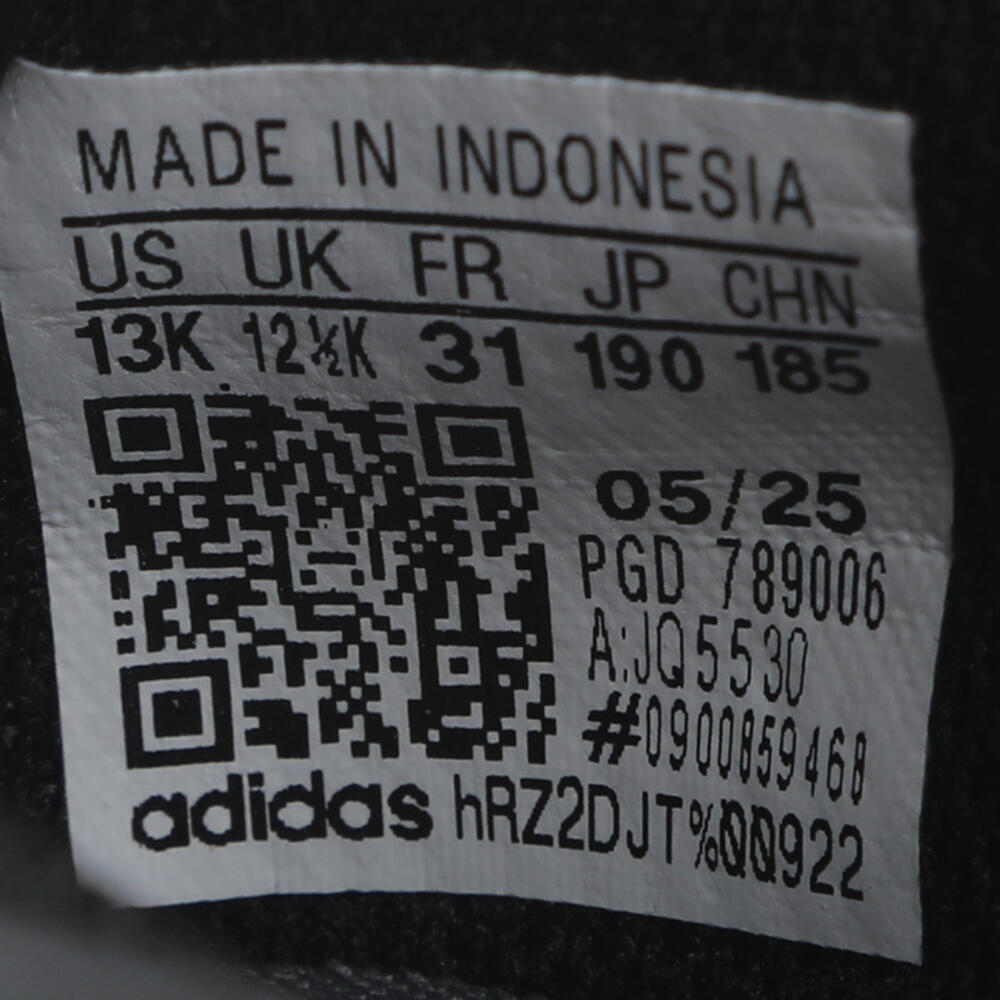 MADE IN INDONESIA
US UK FR JP CHN
13K 12½K 31 190 185
05/25
PGD 789006
A:JQ5530
#0900859468
adidas hRZ2DJT%00922